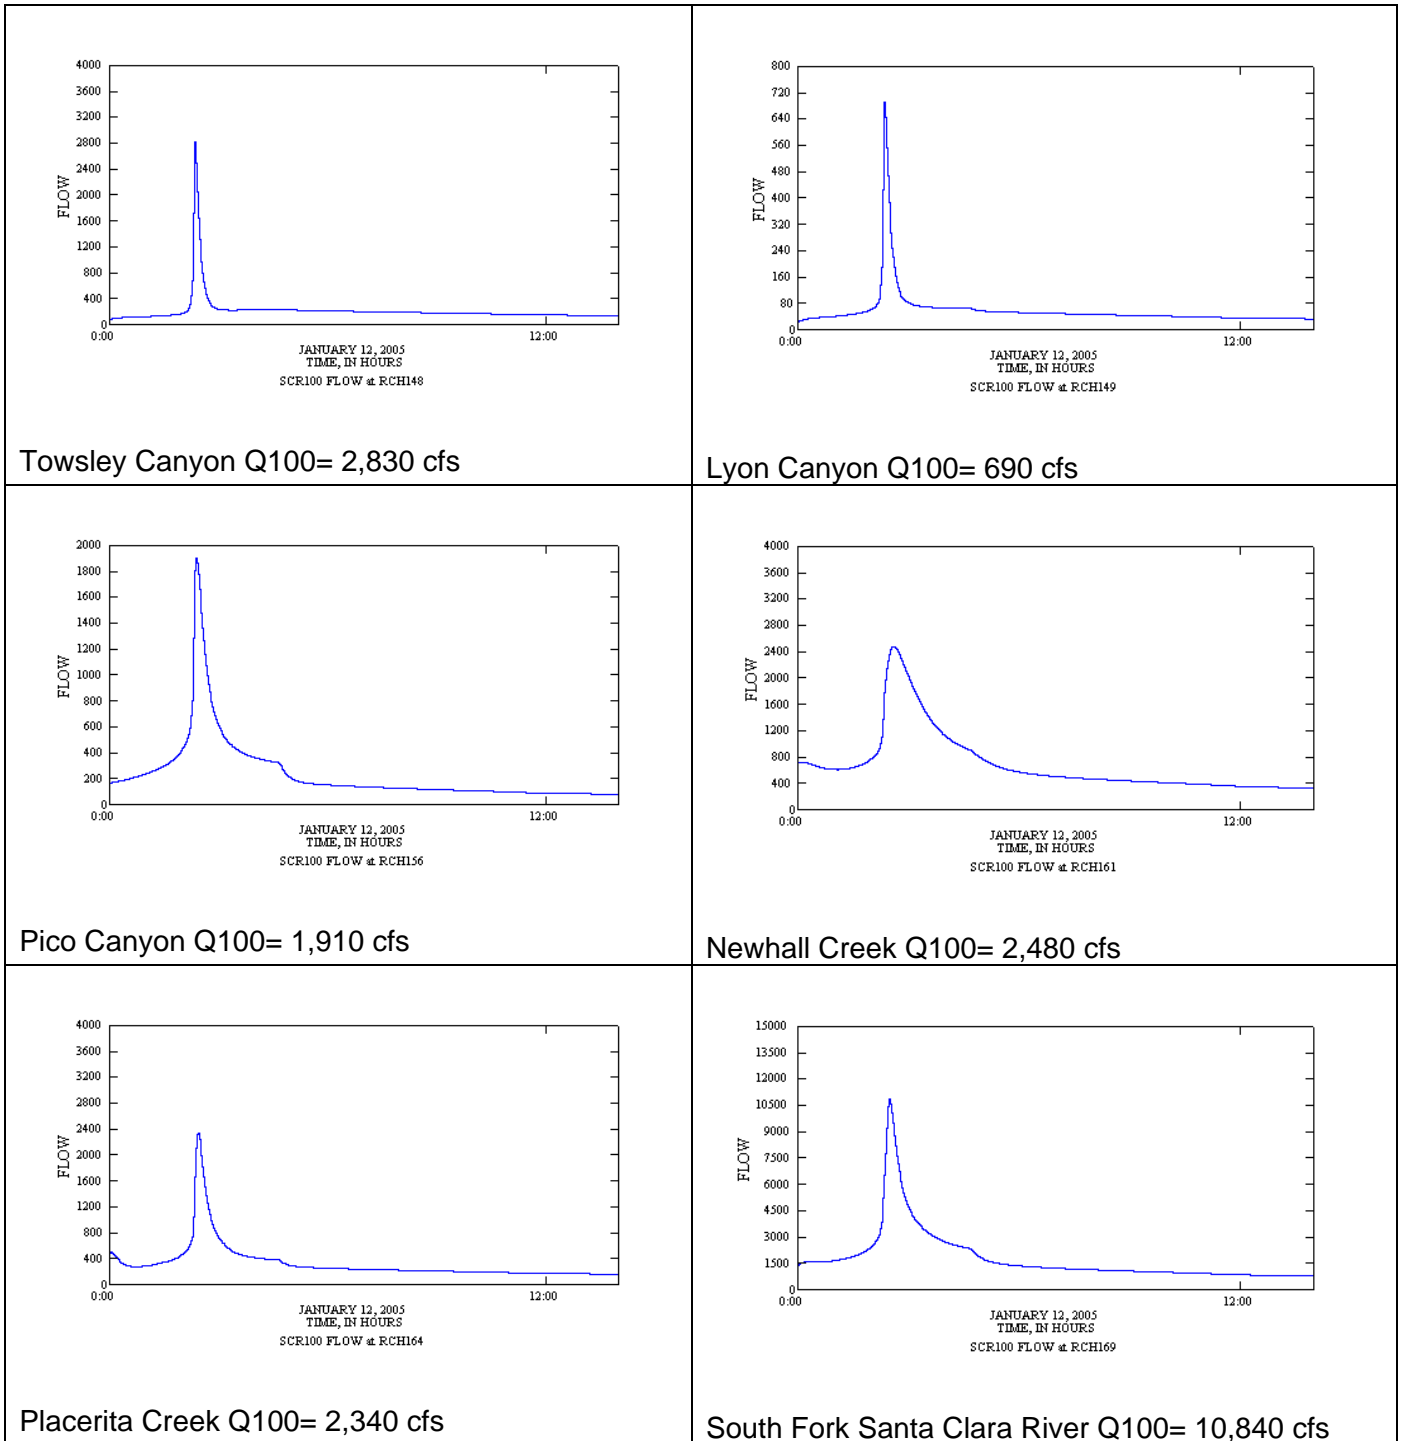 4000
3600
3200
2800
2400
2000
1600
1200
800
400
0
FLOW
0:00
12:00
JANUARY 12, 2005
TIME, IN HOURS
SCR100 FLOW at RCH148
Towsley Canyon Q100= 2,830 cfs
800
720
640
560
480
400
320
240
160
80
0
FLOW
0:00
12:00
JANUARY 12, 2005
TIME, IN HOURS
SCR100 FLOW at RCH149
Lyon Canyon Q100= 690 cfs
2000
1800
1600
1400
1200
1000
800
600
400
200
0
FLOW
0:00
12:00
JANUARY 12, 2005
TIME, IN HOURS
SCR100 FLOW at RCH156
Pico Canyon Q100= 1,910 cfs
4000
3600
3200
2800
2400
2000
1600
1200
800
400
0
FLOW
0:00
12:00
JANUARY 12, 2005
TIME, IN HOURS
SCR100 FLOW at RCH161
Newhall Creek Q100= 2,480 cfs
4000
3600
3200
2800
2400
2000
1600
1200
800
400
0
FLOW
0:00
12:00
JANUARY 12, 2005
TIME, IN HOURS
SCR100 FLOW at RCH164
Placerita Creek Q100= 2,340 cfs
15000
13500
12000
10500
9000
7500
6000
4500
3000
1500
0
FLOW
0:00
12:00
JANUARY 12, 2005
TIME, IN HOURS
SCR100 FLOW at RCH169
South Fork Santa Clara River Q100= 10,840 cfs